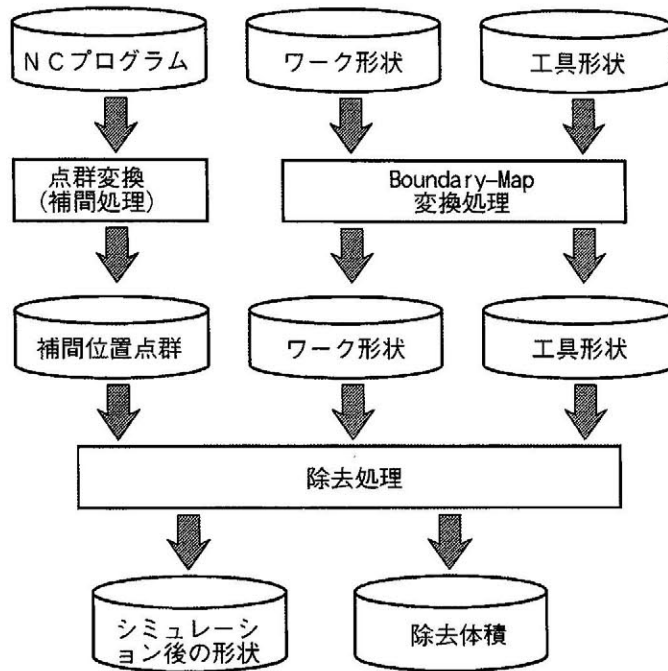 NCプログラム
ワーク形状
工具形状
点群変換
(補間処理)
Boundary-Map
変換処理
補間位置点群
ワーク形状
工具形状
除去処理
シミュレーシ
ョン後の形状
除去体積